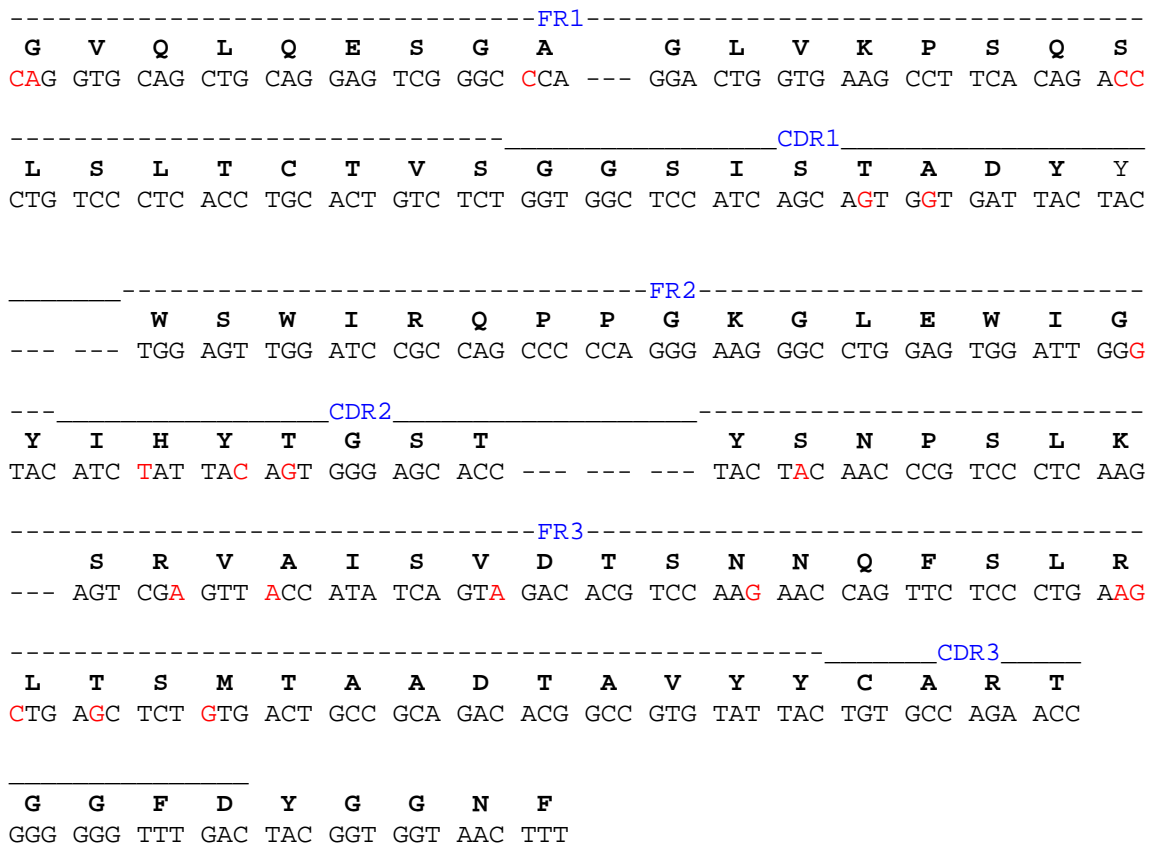 ---------------------------------FR1-----------------------------------
G V Q L Q E S G A G L V K P S Q S
CAG GTG CAG CTG CAG GAG TCG GGC CCA --- GGA CTG GTG AAG CCT TCA CAG ACC
-------------------------------_________________CDR1___________________
L S L T C T V S G G S I S T A D Y Y
CTG TCC CTC ACC TGC ACT GTC TCT GGT GGC TCC ATC AGC AGT GGT GAT TAC TAC
_______---------------------------------FR2----------------------------
W S W I R Q P P G K G L E W I G
--- --- TGG AGT TGG ATC CGC CAG CCC CCA GGG AAG GGC CTG GAG TGG ATT GGG
---_________________CDR2___________________----------------------------
Y I H Y T G S T Y S N P S L K
TAC ATC TAT TAC AGT GGG AGC ACC --- --- --- TAC TAC AAC CCG TCC CTC AAG
---------------------------------FR3-----------------------------------
S R V A I S V D T S N N Q F S L R
--- AGT CGA GTT ACC ATA TCA GTA GAC ACG TCC AAG AAC CAG TTC TCC CTG AAG
---------------------------------------------------_______CDR3_____
L T S M T A A D T A V Y Y C A R T
CTG AGC TCT GTG ACT GCC GCA GAC ACG GCC GTG TAT TAC TGT GCC AGA ACC
_______________
G G F D Y G G N F
GGG GGG TTT GAC TAC GGT GGT AAC TTT